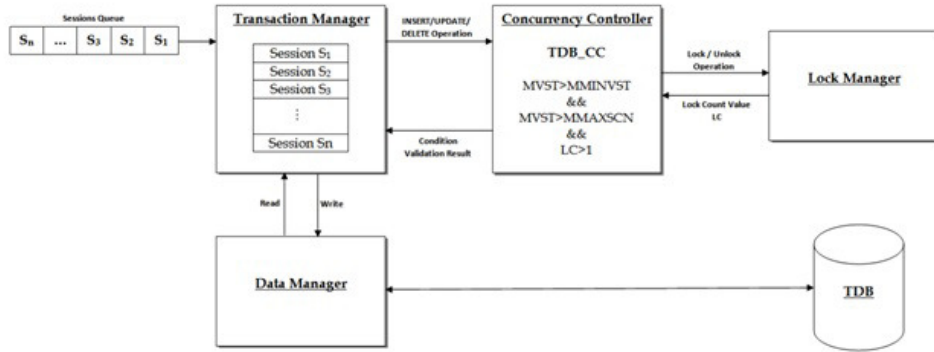 Sessions Queue
Sn ... S3 S2 S1
Transaction Manager
Session S1
Session S2
Session S3
⋮
Session Sn
INSERT/UPDATE/
DELETE Operation
Condition
Validation Result
Concurrency Controller
TDB_CC
MVST>MMINVST
&&
MVST>MMAXSCN
&&
LC>1
Lock / Unlock
Operation
Lock Count Value
LC
Lock Manager
Read
Write
Data Manager
TDB